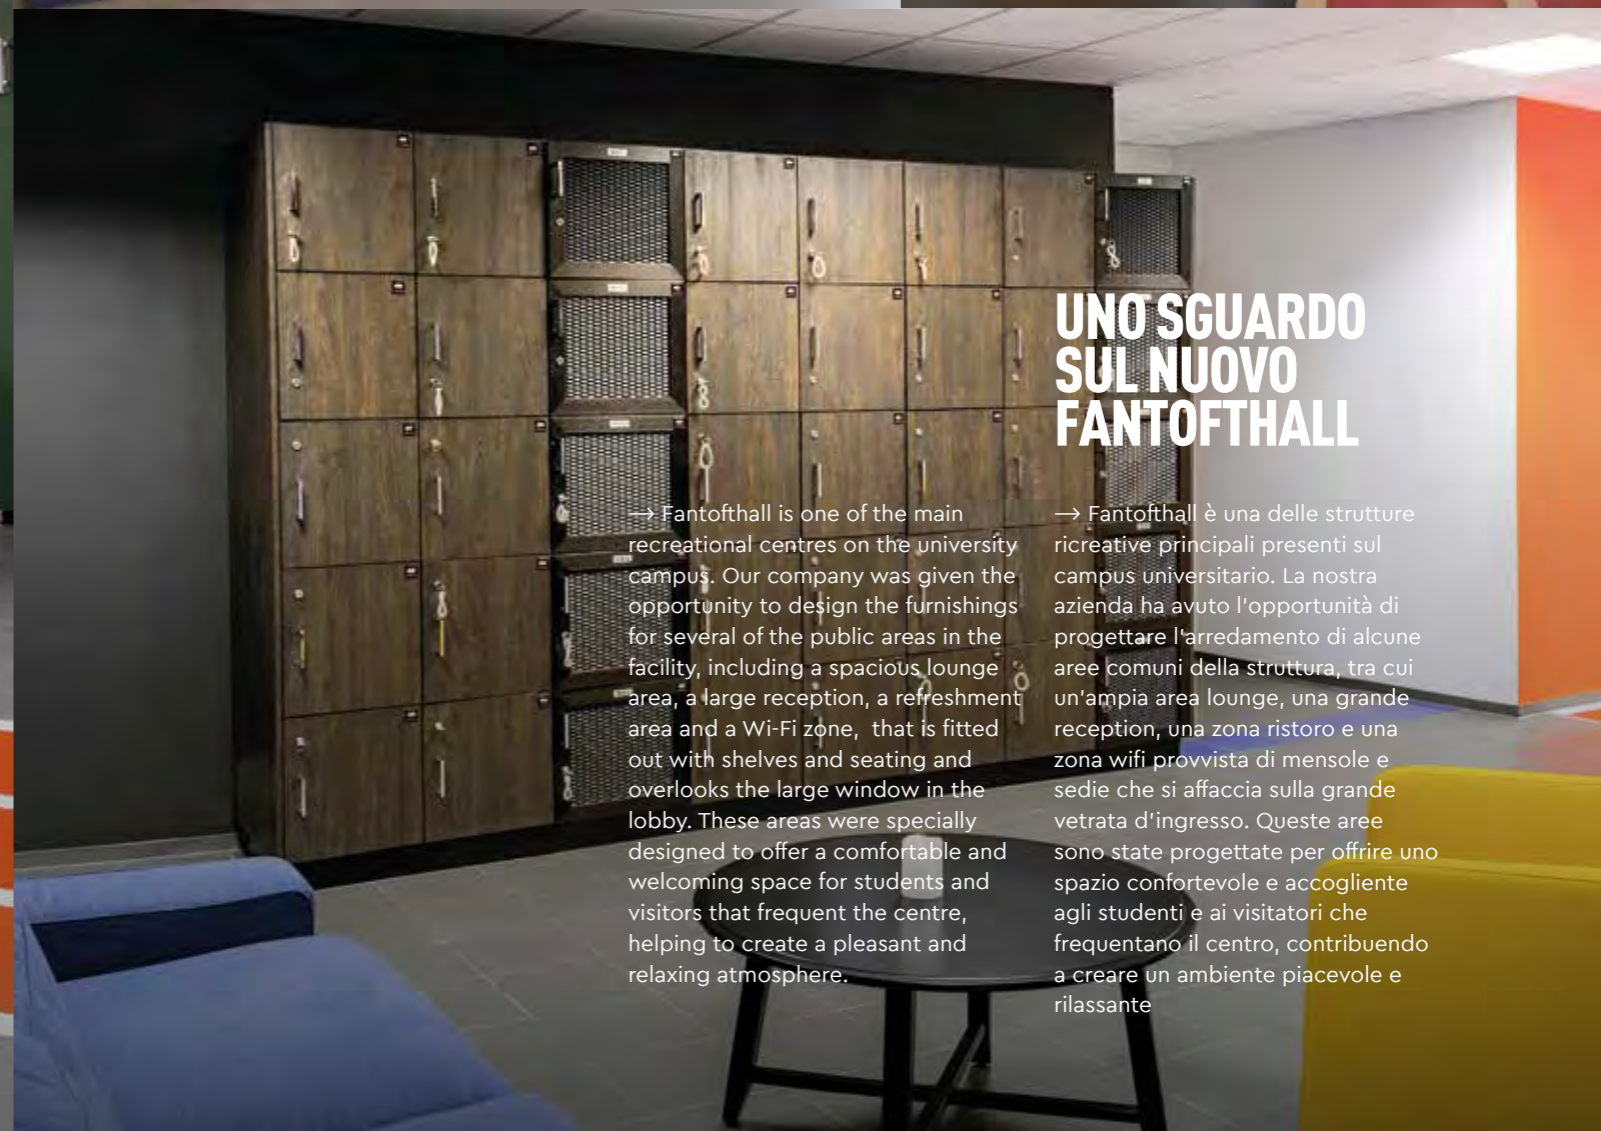 UNO SGUARDO
SUL NUOVO
FANTOFTHALL
→ Fantofthall is one of the main
recreational centres on the university
campus. Our company was given the
opportunity to design the furnishings
for several of the public areas in the
facility, including a spacious lounge
area, a large reception, a refreshment
area and a Wi-Fi zone, that is fitted
out with shelves and seating and
overlooks the large window in the
lobby. These areas were specially
designed to offer a comfortable and
welcoming space for students and
visitors that frequent the centre,
helping to create a pleasant and
relaxing atmosphere.
→ Fantofthall è una delle strutture
ricreative principali presenti sul
campus universitario. La nostra
azienda ha avuto l'opportunità di
progettare l'arredamento di alcune
aree comuni della struttura, tra cui
un'ampia area lounge, una grande
reception, una zona ristoro e una
zona wifi provvista di mensole e
sedie che si affaccia sulla grande
vetrata d'ingresso. Queste aree
sono state progettate per offrire uno
spazio confortevole e accogliente
agli studenti e ai visitatori che
frequentano il centro, contribuendo
a creare un ambiente piacevole e
rilassante